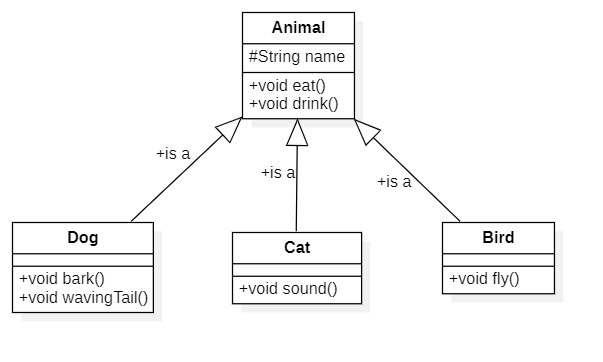 Animal
#String name
+void eat()
+void drink()
+is a
+is a
+is a
Dog
+void bark()
+void wavingTail()
Cat
+void sound()
Bird
+void fly()